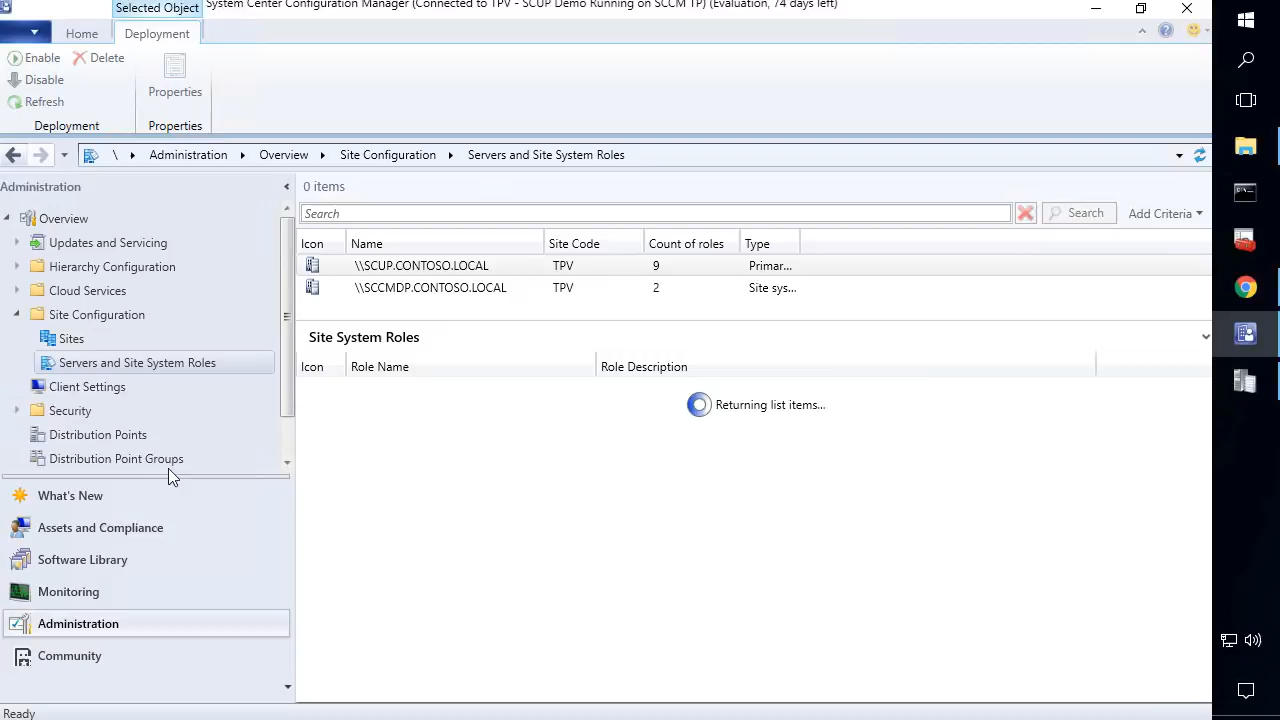 Selected Object
System Center Configuration Manager (Connected to TPV - SCUP Demo Running on SCCM TP) (Evaluation, 74 days left)
Home
Deployment
Enable
Delete
Disable
Refresh
Properties
Deployment
Properties
\ Administration Overview Site Configuration Servers and Site System Roles
Administration
Overview
Updates and Servicing
Hierarchy Configuration
Cloud Services
Site Configuration
Sites
Servers and Site System Roles
Client Settings
Security
Distribution Points
Distribution Point Groups
What's New
Assets and Compliance
Software Library
Monitoring
Administration
Community
0 items
Search
Search
Add Criteria
Icon Name Site Code Count of roles Type
\\SCUP.CONTOSO.LOCAL TPV 9 Primar...
\\SCCMDP.CONTOSO.LOCAL TPV 2 Site sys...
Site System Roles
Icon Role Name Role Description
Returning list items...
Ready